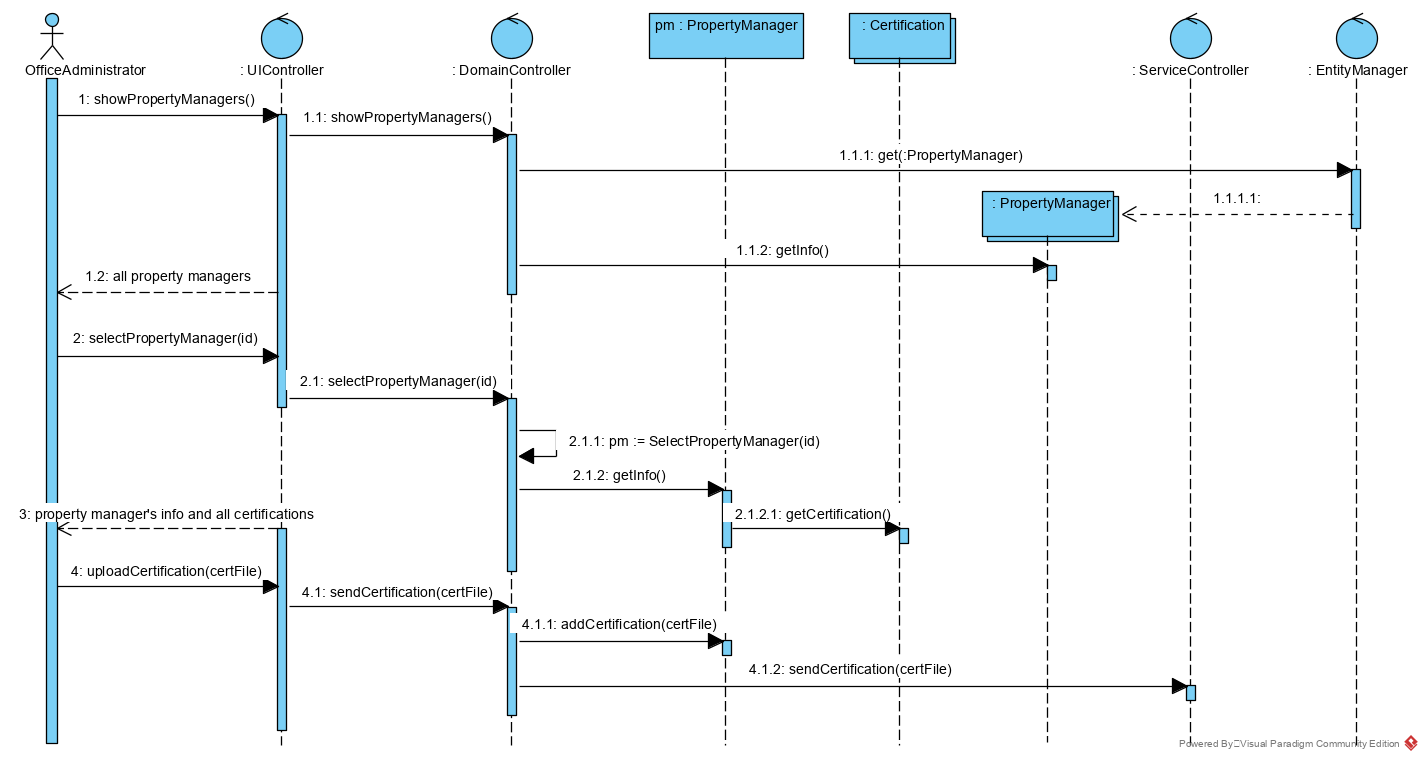 pm : PropertyManager
: Certification
OfficeAdministrator
: UIController
: DomainController
: ServiceController
: EntityManager
1: showPropertyManagers()
1.1: showPropertyManagers()
1.1.1: get(:PropertyManager)
1.1.1.1:
: PropertyManager
1.1.2: getInfo()
1.2: all property managers
2: selectPropertyManager(id)
2.1: selectPropertyManager(id)
2.1.1: pm := SelectPropertyManager(id)
2.1.2: getInfo()
3: property manager's info and all certifications
2.1.2.1: getCertification()
4: uploadCertification(certFile)
4.1: sendCertification(certFile)
4.1.1: addCertification(certFile)
4.1.2: sendCertification(certFile)
Powered By Visual Paradigm Community Edition